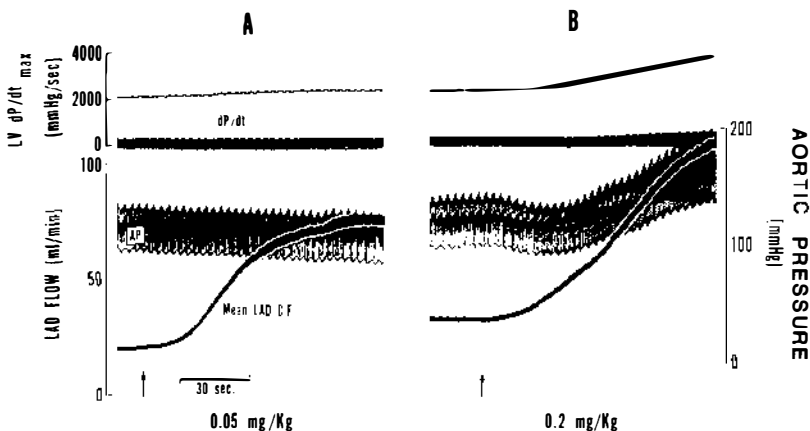 A
B
LV dP/dt max
(mmHg/sec)
4000
2000
0
dP/dt
200
100
0
AORTIC PRESSURE
(mmHg)
100
50
0
LAD FLOW (ml/min)
AP
Mean LAD C F
30 sec.
0.05 mg/Kg
0.2 mg/Kg